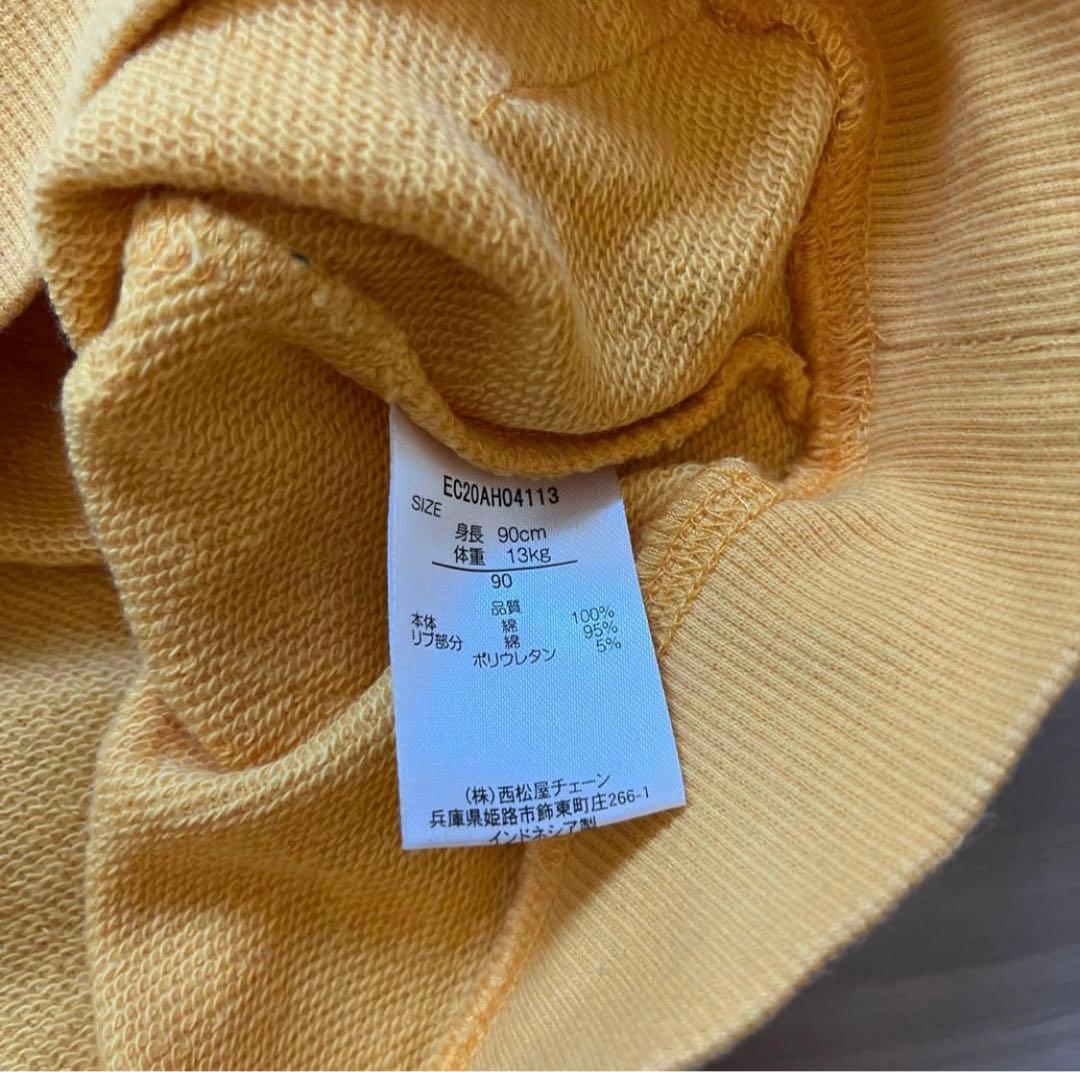 EC20AH04113
SIZE
身長 90cm
体重 13kg
90
品質
本体 綿 100%
リブ部分 綿 95%
ポリウレタン 5%
(株)西松屋チェーン
兵庫県姫路市飾東町庄266-1
インドネシア製